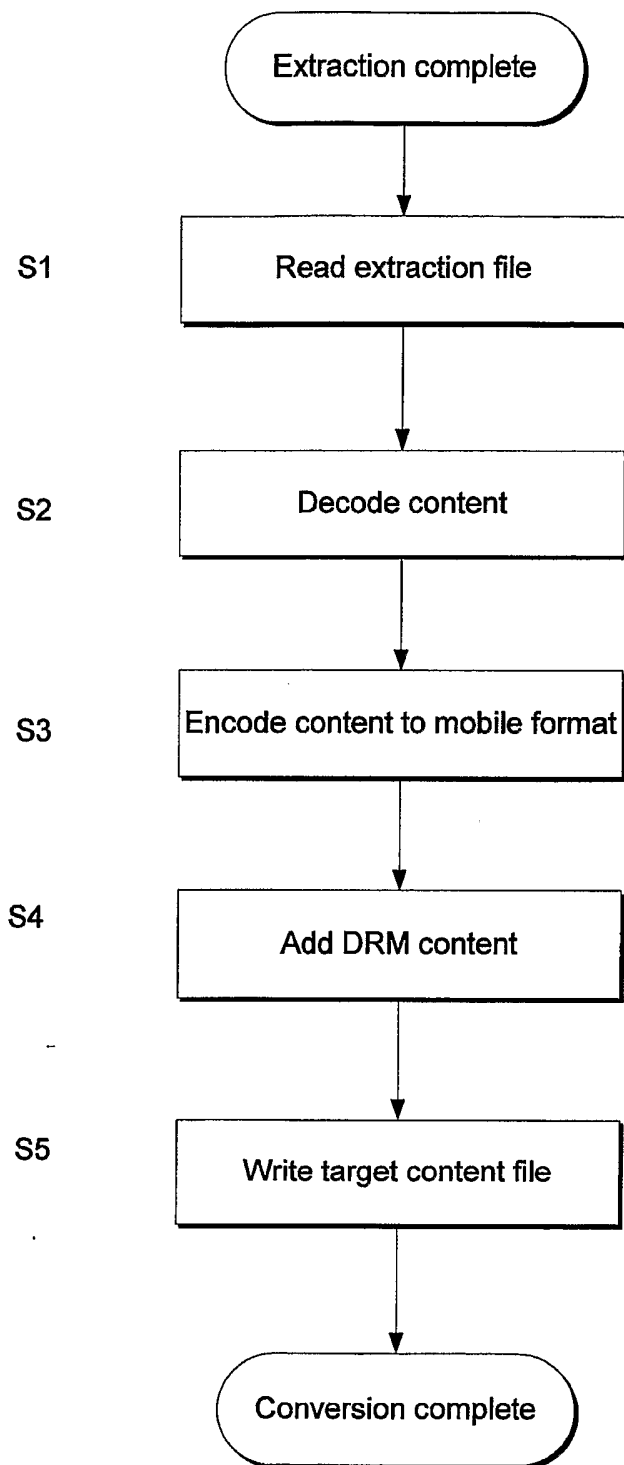 Extraction complete
S1
Read extraction file
S2
Decode content
S3
Encode content to mobile format
S4
Add DRM content
S5
Write target content file
Conversion complete